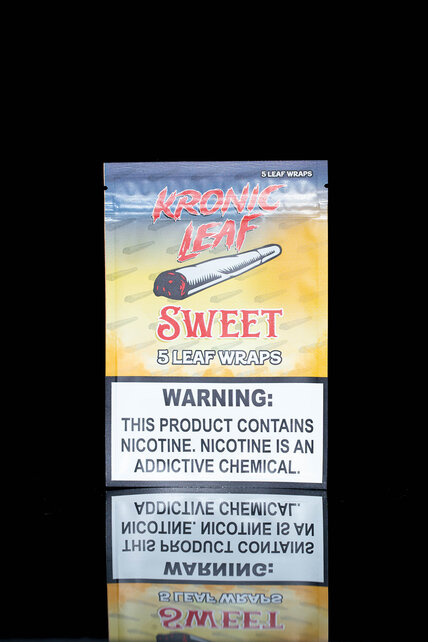 5 LEAF WRAPS
KRONIC
LEAF
SWEET
5 LEAF WRAPS
WARNING:
THIS PRODUCT CONTAINS
NICOTINE. NICOTINE IS AN
ADDICTIVE CHEMICAL.